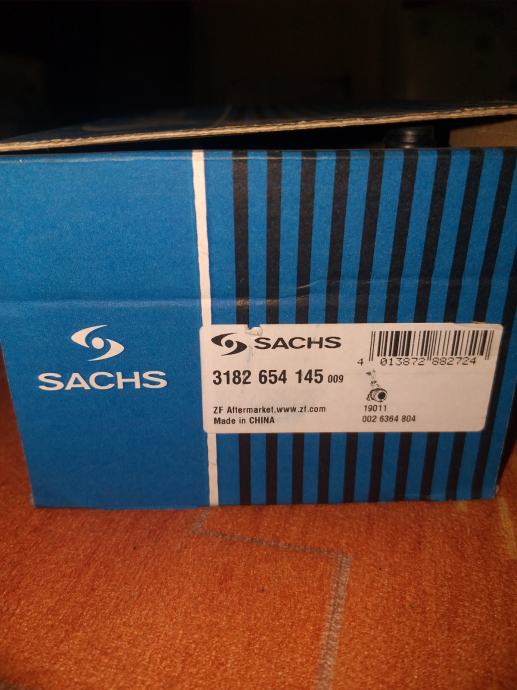 SACHS
SACHS
3182 654 145 009
4 013872 882724
ZF Aftermarket,www.zf.com
Made in CHINA
19011
002 6364 804